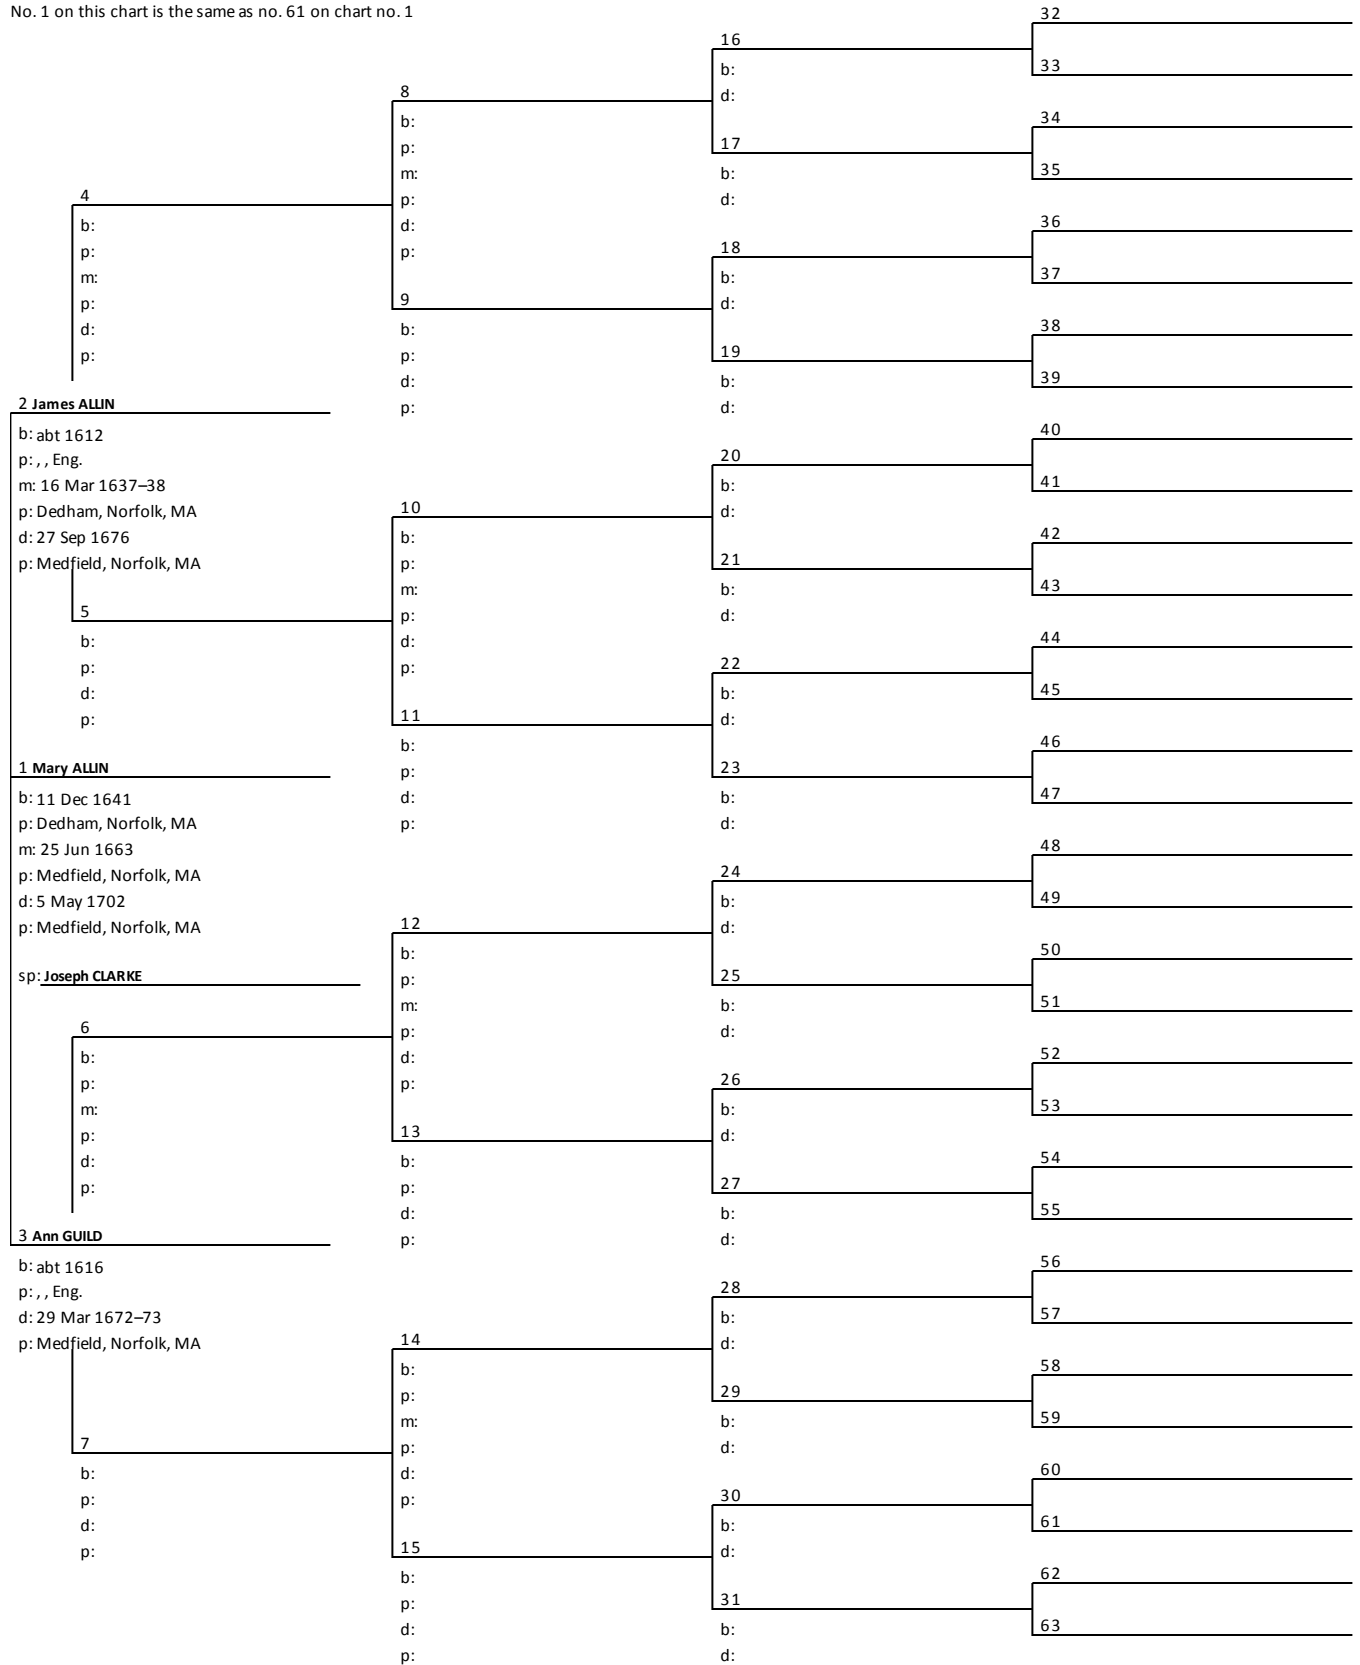 No. 1 on this chart is the same as no. 61 on chart no. 1
4
b:
p:
m:
p:
d:
p:
2 James ALLIN
b: abt 1612
p: , , Eng.
m: 16 Mar 1637–38
p: Dedham, Norfolk, MA
d: 27 Sep 1676
p: Medfield, Norfolk, MA
5
b:
p:
d:
p:
1 Mary ALLIN
b: 11 Dec 1641
p: Dedham, Norfolk, MA
m: 25 Jun 1663
p: Medfield, Norfolk, MA
d: 5 May 1702
p: Medfield, Norfolk, MA
sp: Joseph CLARKE
6
b:
p:
m:
p:
d:
p:
3 Ann GUILD
b: abt 1616
p: , , Eng.
d: 29 Mar 1672–73
p: Medfield, Norfolk, MA
7
b:
p:
d:
p:
8
b:
p:
m:
p:
d:
p:
9
b:
p:
d:
p:
10
b:
p:
m:
p:
d:
p:
11
b:
p:
d:
p:
12
b:
p:
m:
p:
d:
p:
13
b:
p:
d:
p:
14
b:
p:
m:
p:
d:
p:
15
b:
p:
d:
p:
16
b:
d:
17
b:
d:
18
b:
d:
19
b:
d:
20
b:
d:
21
b:
d:
22
b:
d:
23
b:
d:
24
b:
d:
25
b:
d:
26
b:
d:
27
b:
d:
28
b:
d:
29
b:
d:
30
b:
d:
31
b:
d:
32
33
34
35
36
37
38
39
40
41
42
43
44
45
46
47
48
49
50
51
52
53
54
55
56
57
58
59
60
61
62
63